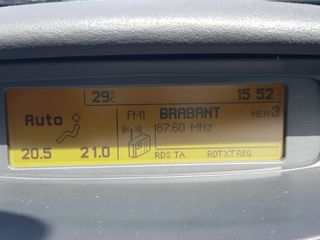 29°C 15 52
Auto FM1 BRABANT MEM3
87.60 MHz
20.5 21.0 RDS TA RDTXT REG